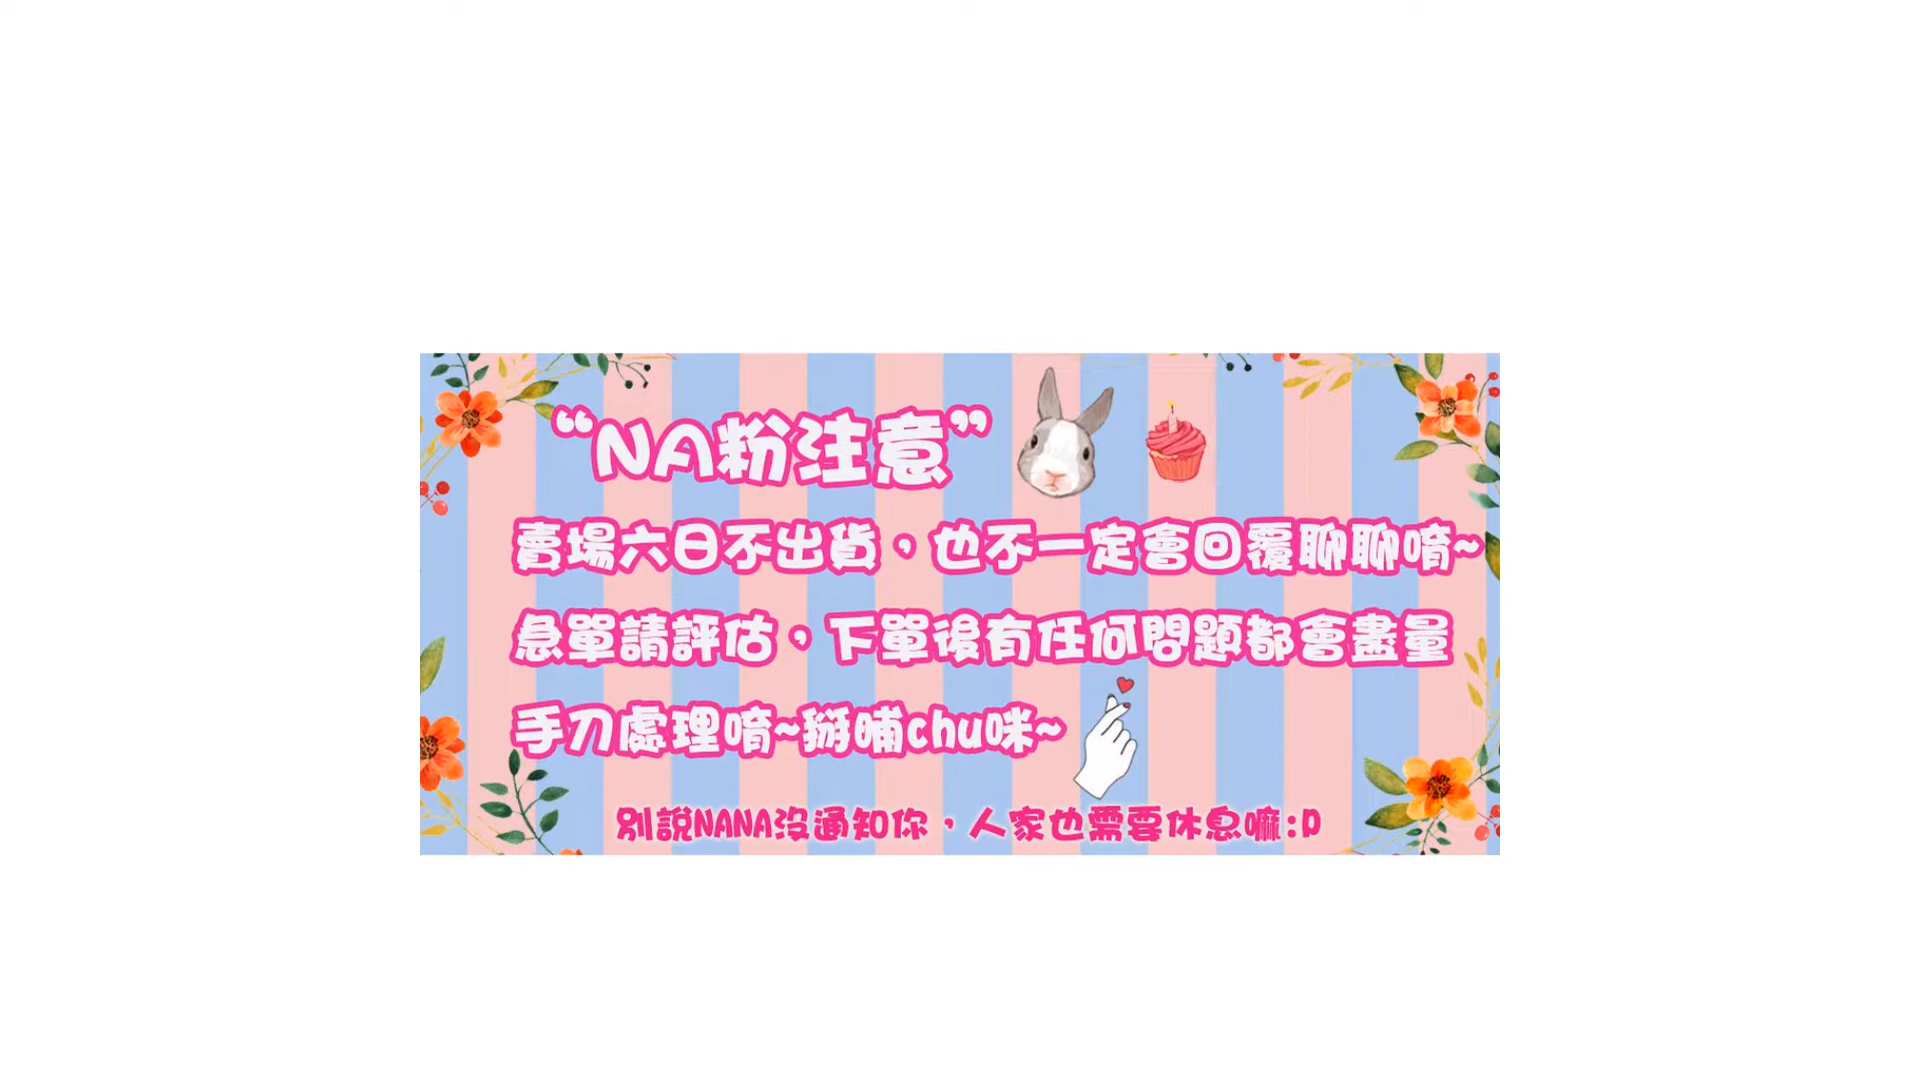 “NA粉注意”
賣場六日不出貨，也不一定會回覆聊聊唷~
急單請評估，下單後有任何問題都會盡量
手刀處理唷~掰晡chu咪~
別說NANA沒通知你，人家也需要休息嘛:p